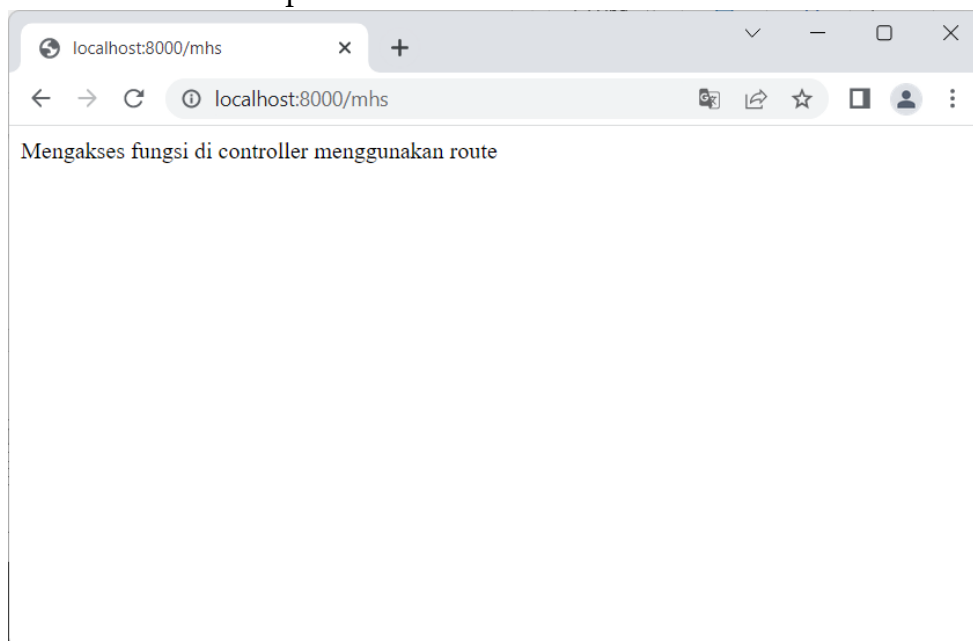 localhost:8000/mhs
localhost:8000/mhs
Mengakses fungsi di controller menggunakan route